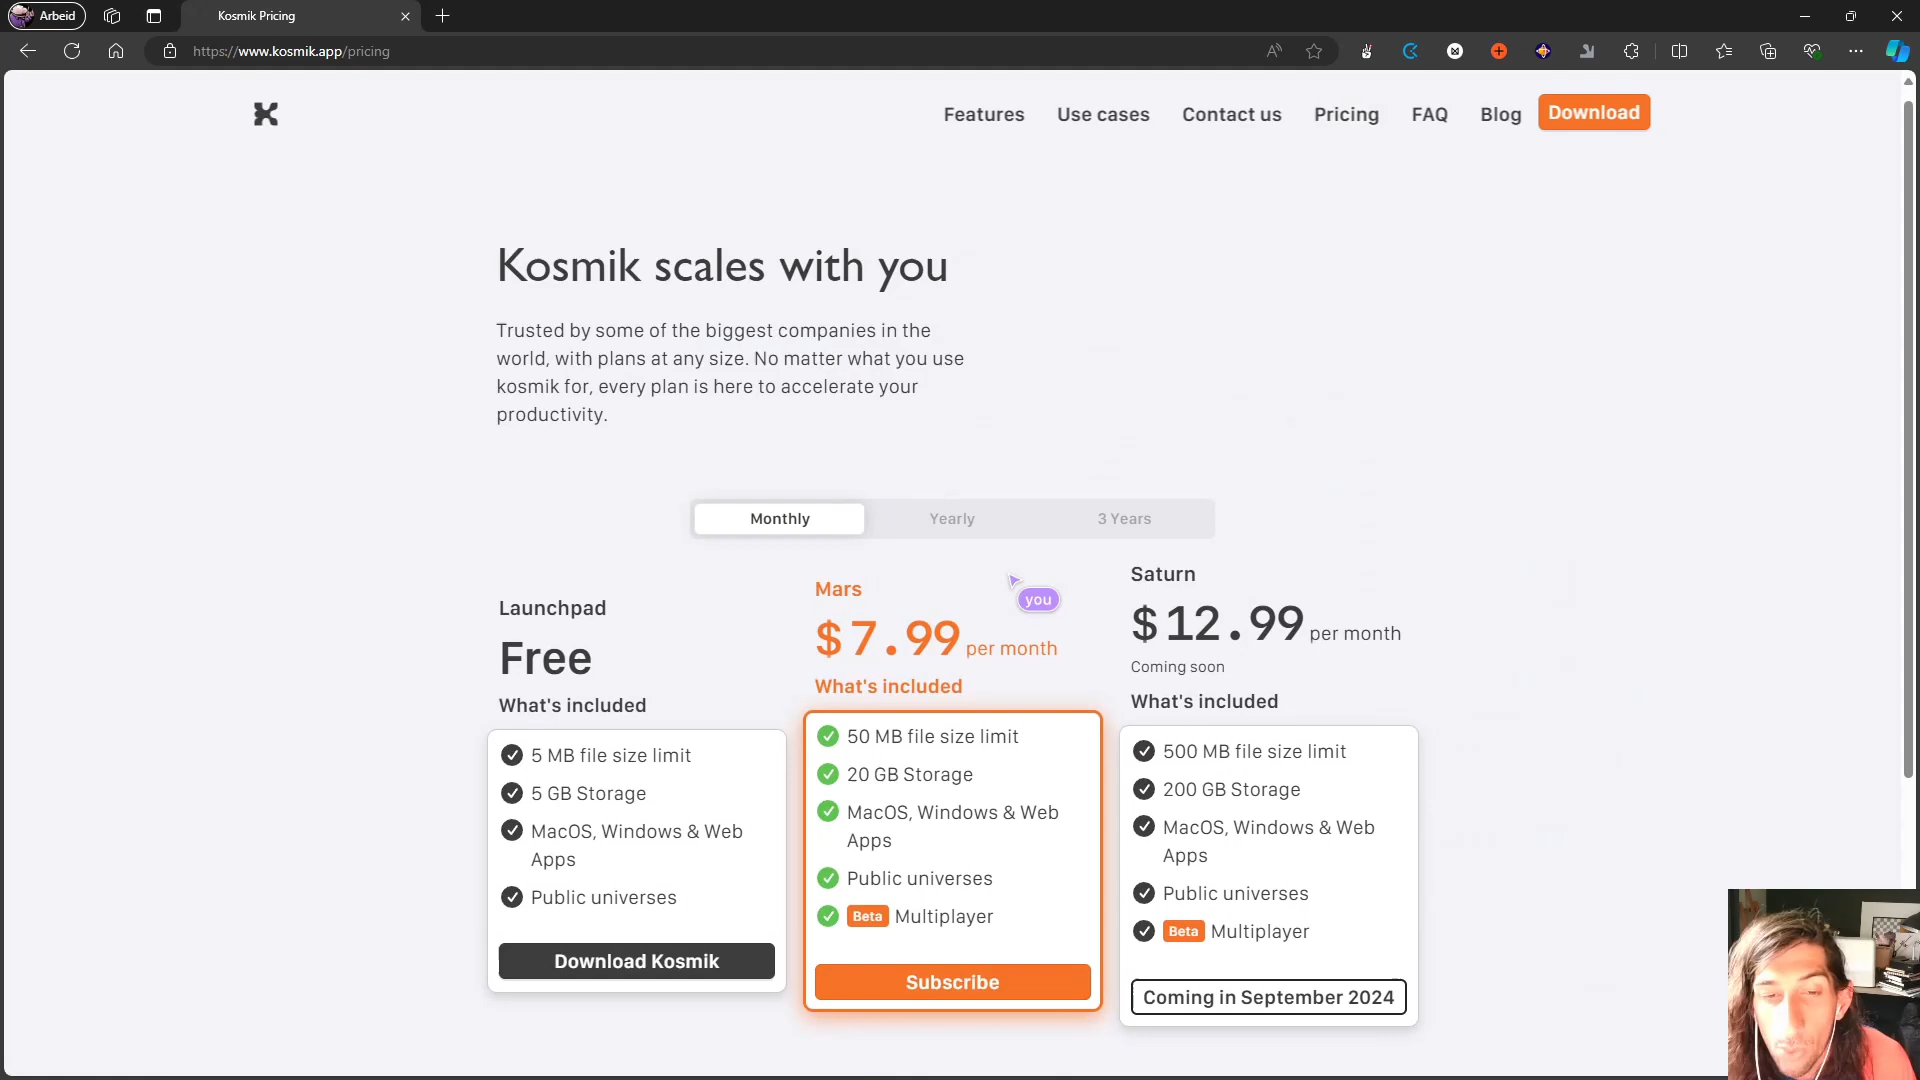 Arbeid
Kosmik Pricing
https://www.kosmik.app/pricing
Features
Use cases
Contact us
Pricing
FAQ
Blog
Download
Kosmik scales with you
Trusted by some of the biggest companies in the
world, with plans at any size. No matter what you use
kosmik for, every plan is here to accelerate your
productivity.
Monthly
Yearly
3 Years
Launchpad
Free
What's included
5 MB file size limit
5 GB Storage
MacOS, Windows & Web
Apps
Public universes
Download Kosmik
Mars
$7.99 per month
you
What's included
50 MB file size limit
20 GB Storage
MacOS, Windows & Web
Apps
Public universes
Beta Multiplayer
Subscribe
Saturn
$12.99 per month
Coming soon
What's included
500 MB file size limit
200 GB Storage
MacOS, Windows & Web
Apps
Public universes
Beta Multiplayer
Coming in September 2024